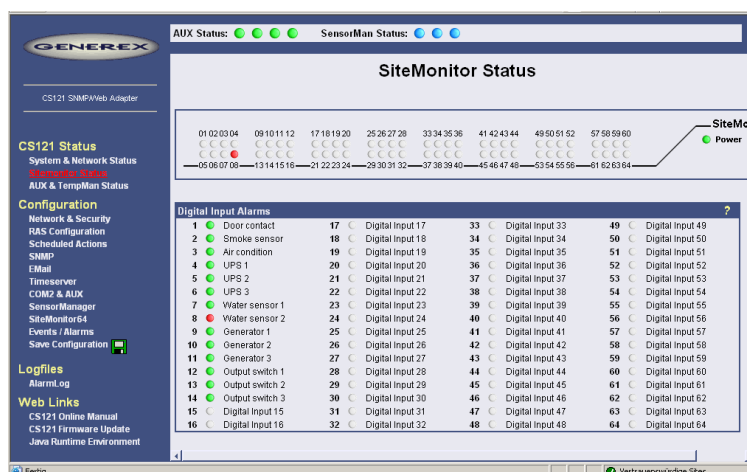 GENEREX
CS121 SNMP/Web Adapter
CS121 Status
System & Network Status
AUX & TempMan Status
Configuration
Network & Security
RAS Configuration
Scheduled Actions
SNMP
EMail
Timeserver
COM2 & AUX
SensorManager
SiteMonitor64
Events / Alarms
Save Configuration
Logfiles
AlarmLog
Web Links
CS121 Online Manual
CS121 Firmware Update
Java Runtime Environment
AUX Status: SensorMan Status:
SiteMonitor Status
01 02 03 04 09 10 11 12 17 18 19 20 25 26 27 28 33 34 35 36 41 42 43 44 49 50 51 52 57 58 59 60
05 06 07 08 13 14 15 16 21 22 23 24 29 30 31 32 37 38 39 40 45 46 47 48 53 54 55 56 61 62 63 64
SiteMo
Power
Digital Input Alarms ?
1 Door contact 17 Digital Input 17 33 Digital Input 33 49 Digital Input 49
2 Smoke sensor 18 Digital Input 18 34 Digital Input 34 50 Digital Input 50
3 Air condition 19 Digital Input 19 35 Digital Input 35 51 Digital Input 51
4 UPS 1 20 Digital Input 20 36 Digital Input 36 52 Digital Input 52
5 UPS 2 21 Digital Input 21 37 Digital Input 37 53 Digital Input 53
6 UPS 3 22 Digital Input 22 38 Digital Input 38 54 Digital Input 54
7 Water sensor 1 23 Digital Input 23 39 Digital Input 39 55 Digital Input 55
8 Water sensor 2 24 Digital Input 24 40 Digital Input 40 56 Digital Input 56
9 Generator 1 25 Digital Input 25 41 Digital Input 41 57 Digital Input 57
10 Generator 2 26 Digital Input 26 42 Digital Input 42 58 Digital Input 58
11 Generator 3 27 Digital Input 27 43 Digital Input 43 59 Digital Input 59
12 Output switch 1 28 Digital Input 28 44 Digital Input 44 60 Digital Input 60
13 Output switch 2 29 Digital Input 29 45 Digital Input 45 61 Digital Input 61
14 Output switch 3 30 Digital Input 30 46 Digital Input 46 62 Digital Input 62
15 Digital Input 15 31 Digital Input 31 47 Digital Input 47 63 Digital Input 63
16 Digital Input 16 32 Digital Input 32 48 Digital Input 48 64 Digital Input 64
Fertig Vertrauenswürdige Sites